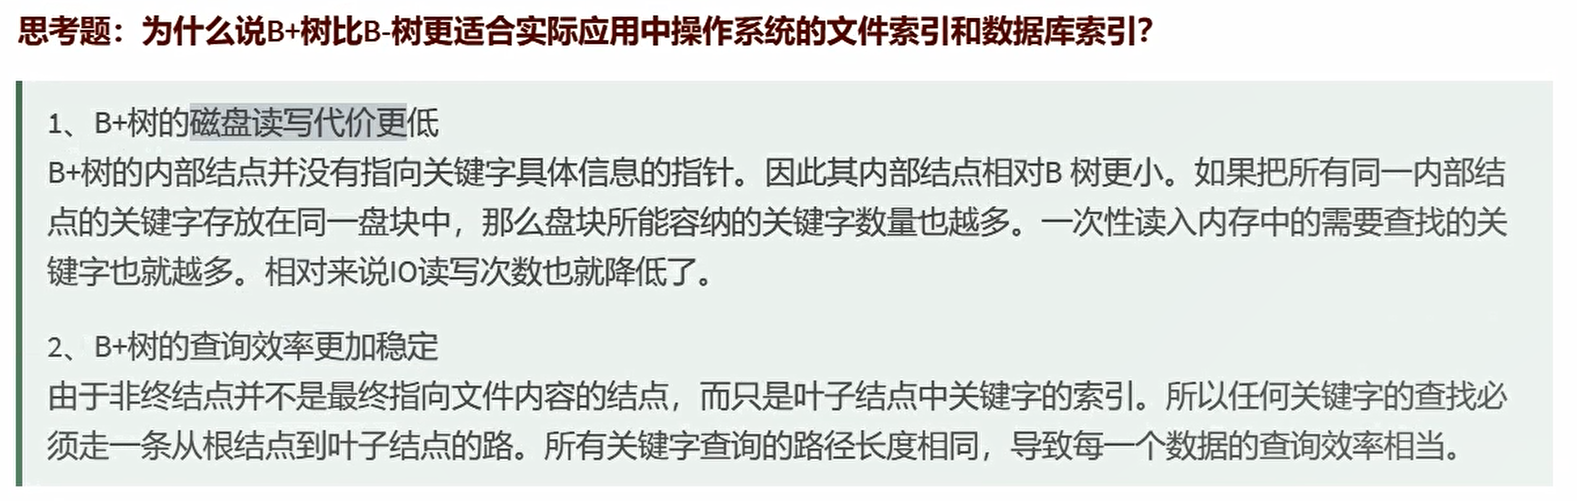 思考题：为什么说B+树比B-树更适合实际应用中操作系统的文件索引和数据库索引？
1、B+树的磁盘读写代价更低
B+树的内部结点并没有指向关键字具体信息的指针。因此其内部结点相对B 树更小。如果把所有同一内部结
点的关键字存放在同一盘块中，那么盘块所能容纳的关键字数量也越多。一次性读入内存中的需要查找的关
键字也就越多。相对来说IO读写次数也就降低了。
2、B+树的查询效率更加稳定
由于非终结点并不是最终指向文件内容的结点，而只是叶子结点中关键字的索引。所以任何关键字的查找必
须走一条从根结点到叶子结点的路。所有关键字查询的路径长度相同，导致每一个数据的查询效率相当。